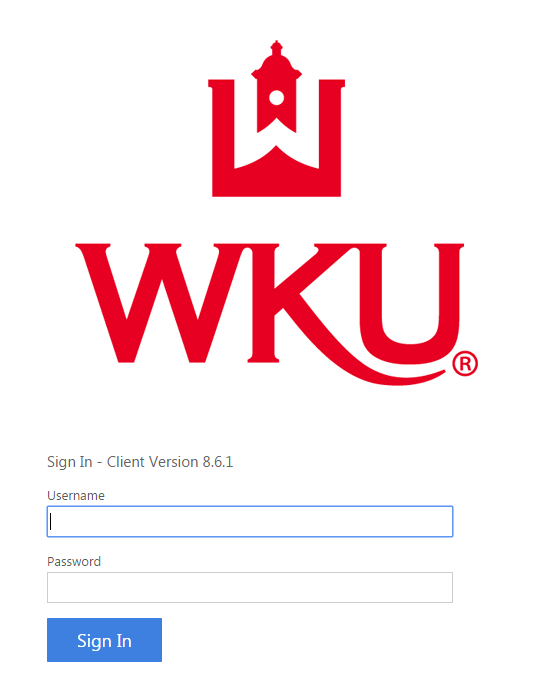 WKU®
Sign In - Client Version 8.6.1
Username
Password
Sign In